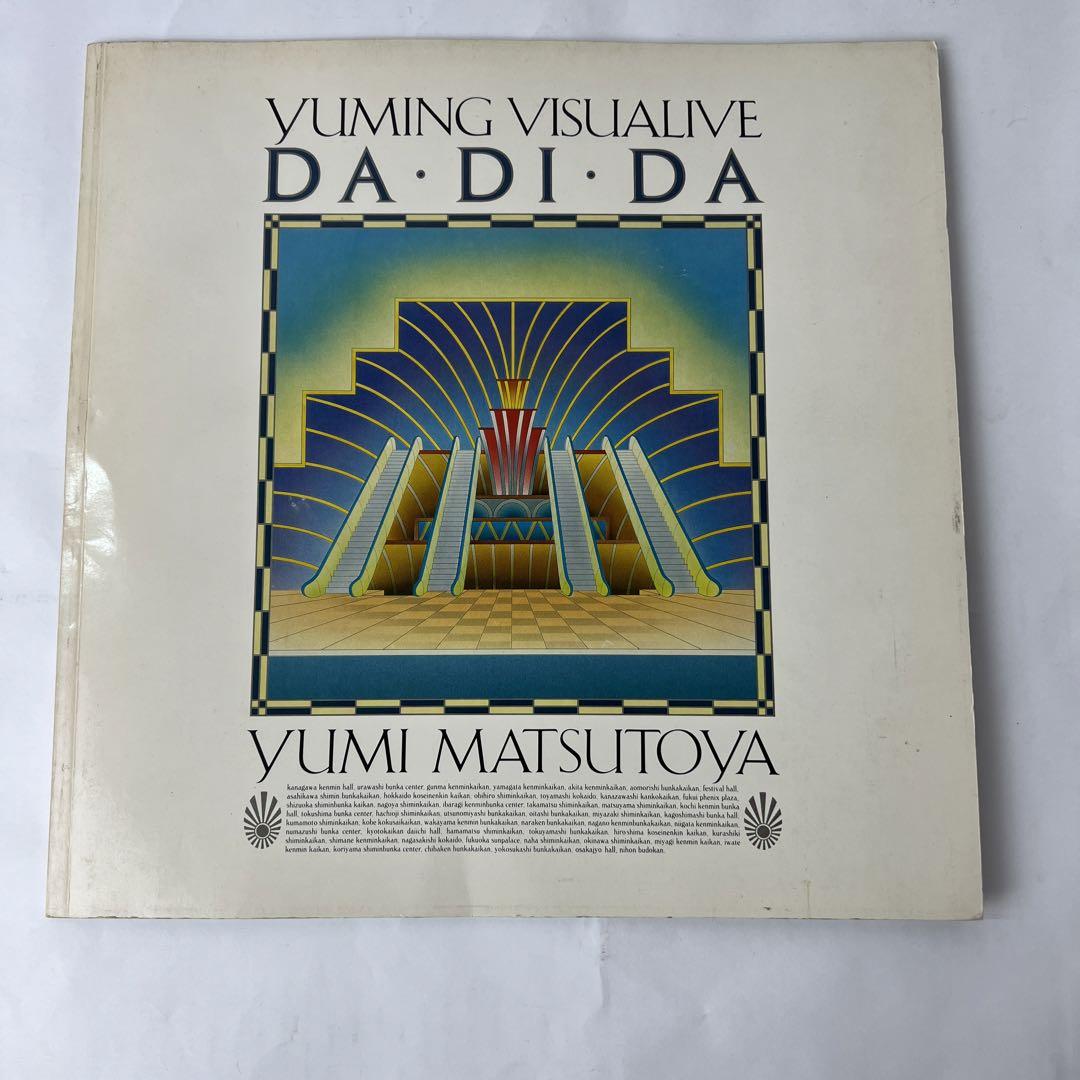 YUMING VISUALIVE
DA·DI·DA
YUMI MATSUTOYA
kanagawa kenmin hall, urawashi bunka center, gunma kenminkaikan, yamagata kenminkaikan, akita kenminkaikan, aomorishi bunkakaikan, festival hall,
asahikawa shimin bunkakaikan, hokkaido koseinenkin kaikan, obihiro shiminkaikan, toyamashi kokaido, kanazawashi kankokaikan, fukui phenix plaza,
shizuoka shiminbunka kaikan, nagoya shiminkaikan, ibaragi kenminbunka center, takamatsu shiminkaikan, matsuyama shiminkaikan, kochi kenmin bunka
hall, tokushima bunka center, hachioji shiminkaikan, utsunomiyashi bunkakaikan, oitashi bunkakaikan, miyazaki shiminkaikan, kagoshimashi bunka hall,
kumamoto shiminkaikan, kobe kokusaikaikan, wakayama kenmin bunkakaikan, naraken bunkakaikan, nagano kenminbunkakaikan, niigata kenminkaikan,
numazushi bunka center, kyotokaikan daiichi hall, hamamatsu shiminkaikan, tokuyamashi bunkakaikan, hiroshima koseinenkin kaikan, kurashiki
shiminkaikan, shimane kenminkaikan, nagasakishi kokaido, fukuoka sunpalace, naha shiminkaikan, okinawa shiminkaikan, miyagi kenmin kaikan, iwate
kenmin kaikan, koriyama shiminbunka center, chibaken bunkakaikan, yokosukashi bunkakaikan, osakajyo hall, nihon budokan.